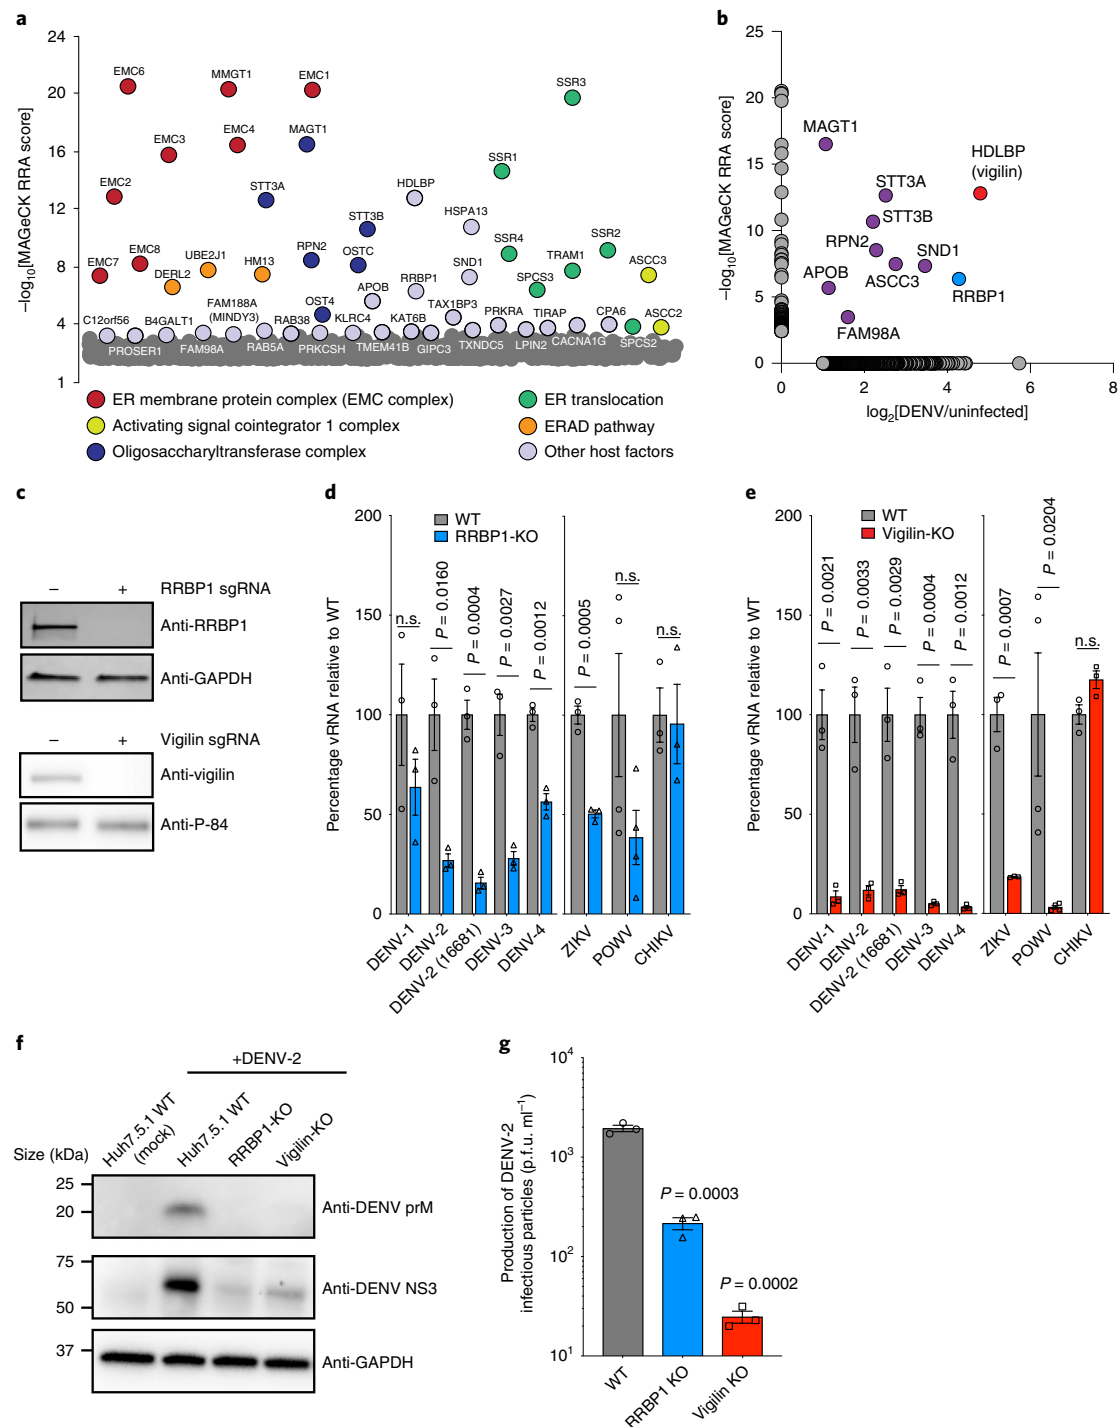 a
24
20
16
12
8
4
1
–log10[MAGeCK RRA score]
EMC6
MMGT1
EMC1
SSR3
EMC3
EMC4
MAGT1
SSR1
EMC2
STT3A
HDLBP
STT3B
HSPA13
EMC7
EMC8
UBE2J1
DERL2
HM13
RPN2
OSTC
SND1
SSR4
TRAM1
SSR2
ASCC3
RRBP1
APOB
SPCS3
OST4
TAX1BP3
C12orf56
B4GALT1
FAM188A
(MINDY3)
RAB38
KLRC4
KAT6B
PRKRA
TIRAP
CPA6
ASCC2
PROSER1
FAM98A
RAB5A
PRKCSH
TMEM41B
GIPC3
TXNDC5
LPIN2
CACNA1G
SPCS2
ER membrane protein complex (EMC complex)
Activating signal cointegrator 1 complex
Oligosaccharyltransferase complex
ER translocation
ERAD pathway
Other host factors
b
25
20
15
10
5
0
–log10[MAGeCK RRA score]
MAGT1
HDLBP
(vigilin)
STT3A
STT3B
RPN2
SND1
APOB
ASCC3
RRBP1
FAM98A
0 2 4 6 8
log2[DENV/uninfected]
c
– + RRBP1 sgRNA
Anti-RRBP1
Anti-GAPDH
– + Vigilin sgRNA
Anti-vigilin
Anti-P-84
d
200
150
100
50
0
Percentage vRNA relative to WT
WT
RRBP1-KO
n.s.
P = 0.0160
P = 0.0004
P = 0.0027
P = 0.0012
P = 0.0005
n.s.
n.s.
DENV-1
DENV-2
DENV-2 (16681)
DENV-3
DENV-4
ZIKV
POWV
CHIKV
e
200
150
100
50
0
Percentage vRNA relative to WT
WT
Vigilin-KO
P = 0.0021
P = 0.0033
P = 0.0029
P = 0.0004
P = 0.0012
P = 0.0007
P = 0.0204
n.s.
DENV-1
DENV-2
DENV-2 (16681)
DENV-3
DENV-4
ZIKV
POWV
CHIKV
f
+DENV-2
Huh7.5.1 WT
(mock)
Huh7.5.1 WT
RRBP1-KO
Vigilin-KO
Size (kDa)
25
20
Anti-DENV prM
75
50
Anti-DENV NS3
37
Anti-GAPDH
g
10⁴
10³
10²
10¹
Production of DENV-2
infectious particles (p.f.u. ml⁻¹)
P = 0.0003
P = 0.0002
WT
RRBP1 KO
Vigilin KO